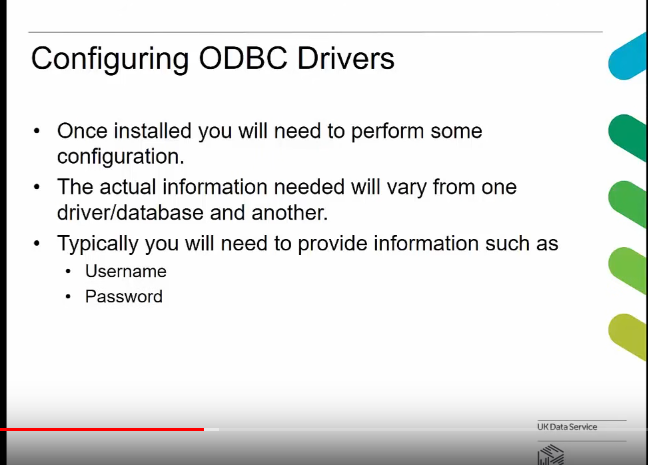 Configuring ODBC Drivers
• Once installed you will need to perform some
configuration.
• The actual information needed will vary from one
driver/database and another.
• Typically you will need to provide information such as
• Username
• Password
UK Data Service